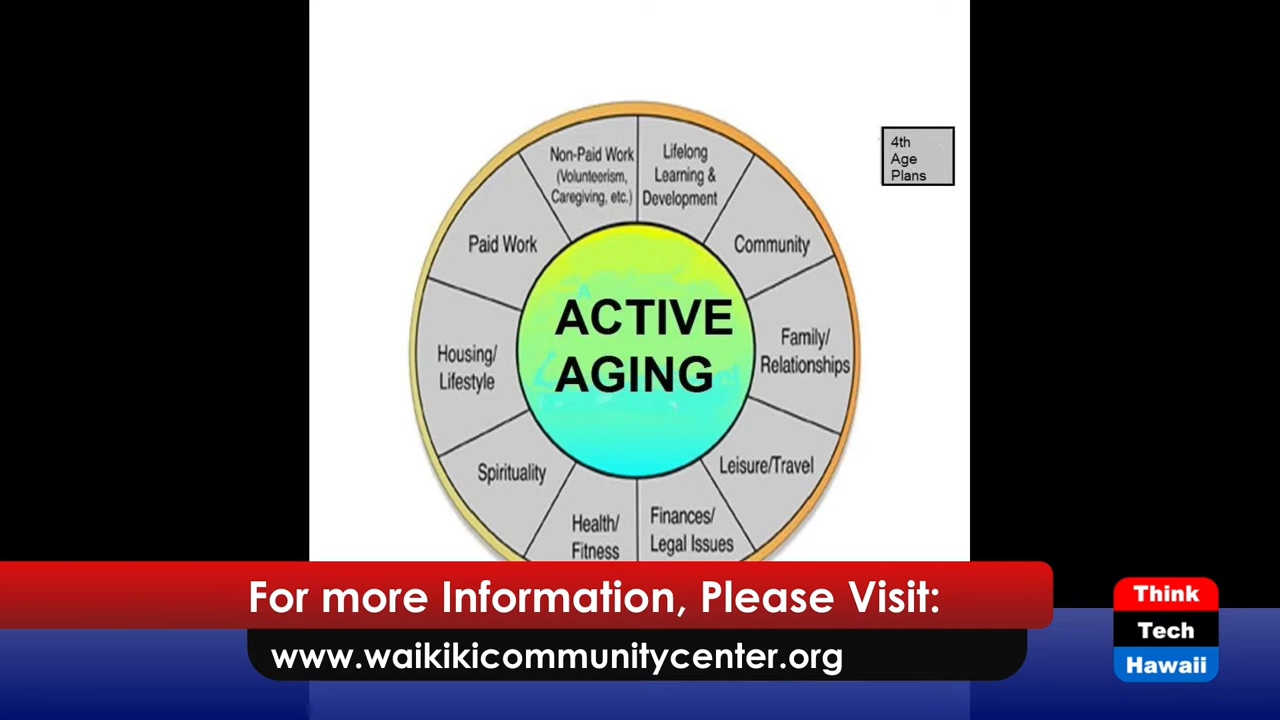 Non-Paid Work
(Volunteerism,
Caregiving, etc.)
Lifelong
Learning &
Development
4th
Age
Plans
Paid Work
Community
ACTIVE
AGING
Housing/
Lifestyle
Family/
Relationships
Spirituality
Leisure/Travel
Health/
Fitness
Finances/
Legal Issues
For more Information, Please Visit:
www.waikikicommunitycenter.org
Think
Tech
Hawaii